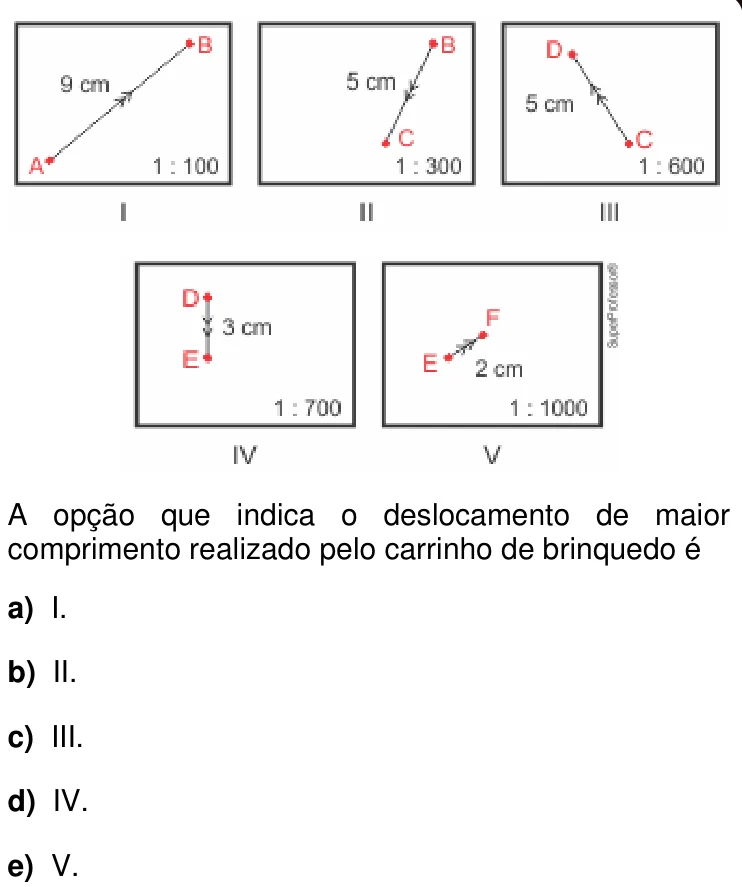 B
9 cm
A
1 : 100
I
B
5 cm
C
1 : 300
II
D
5 cm
C
1 : 600
III
D
3 cm
E
1 : 700
IV
F
E
2 cm
1 : 1000
V
SuperProfessor®
A opção que indica o deslocamento de maior
comprimento realizado pelo carrinho de brinquedo é
a) I.
b) II.
c) III.
d) IV.
e) V.